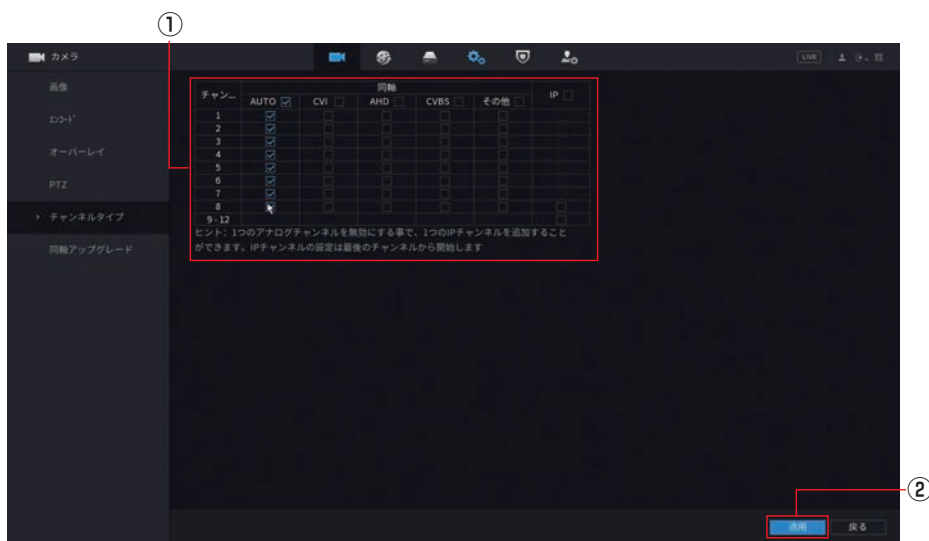 ①
カメラ
LIVE
画像
エンコード
オーバーレイ
PTZ
チャンネルタイプ
同軸アップグレード
チャン... 同軸 IP
AUTO CVI AHD CVBS その他
1
2
3
4
5
6
7
8
9-12
ヒント: 1つのアナログチャンネルを無効にする事で、1つのIPチャンネルを追加すること
ができます。IPチャンネルの設定は最後のチャンネルから開始します
②
適用 戻る